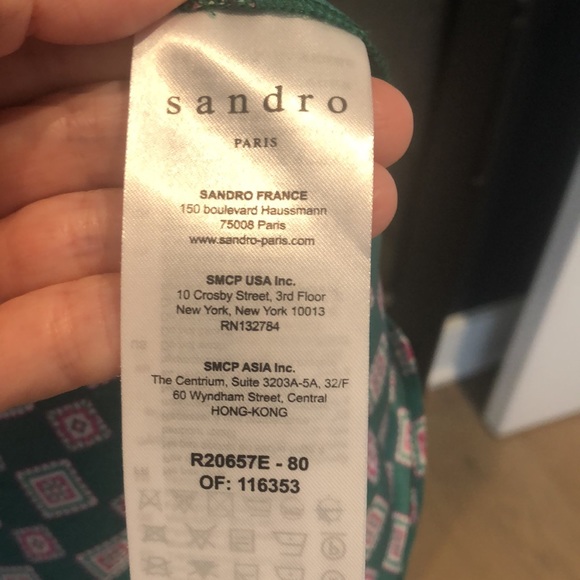 sandro
PARIS
SANDRO FRANCE
150 boulevard Haussmann
75008 Paris
www.sandro-paris.com
SMCP USA Inc.
10 Crosby Street, 3rd Floor
New York, New York 10013
RN132784
SMCP ASIA Inc.
The Centrium, Suite 3203A-5A, 32/F
60 Wyndham Street, Central
HONG-KONG
R20657E - 80
OF: 116353